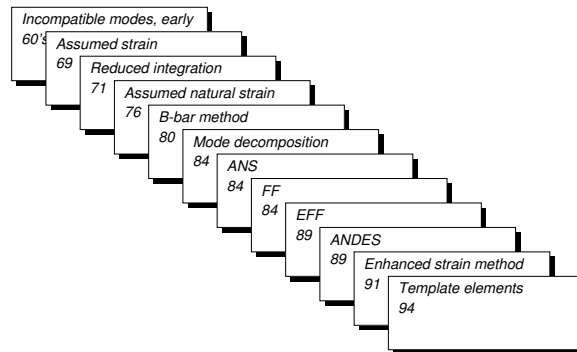 Incompatible modes, early
60's
Assumed strain
69
Reduced integration
71
Assumed natural strain
76
B-bar method
80
Mode decomposition
84
ANS
84
FF
84
EFF
89
ANDES
89
Enhanced strain method
91
Template elements
94